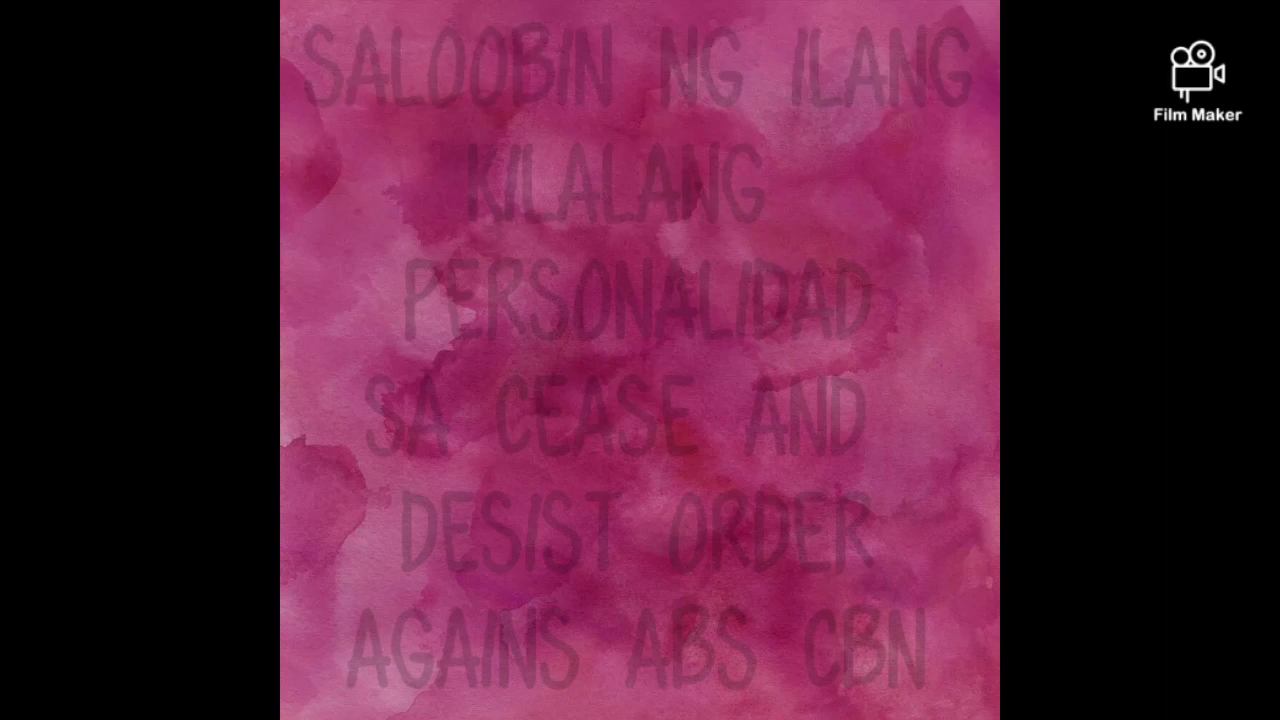 SALOOBIN NG ILANG
KILALANG
PERSONALIDAD
SA CEASE AND
DESIST ORDER
AGAINS ABS CBN
Film Maker